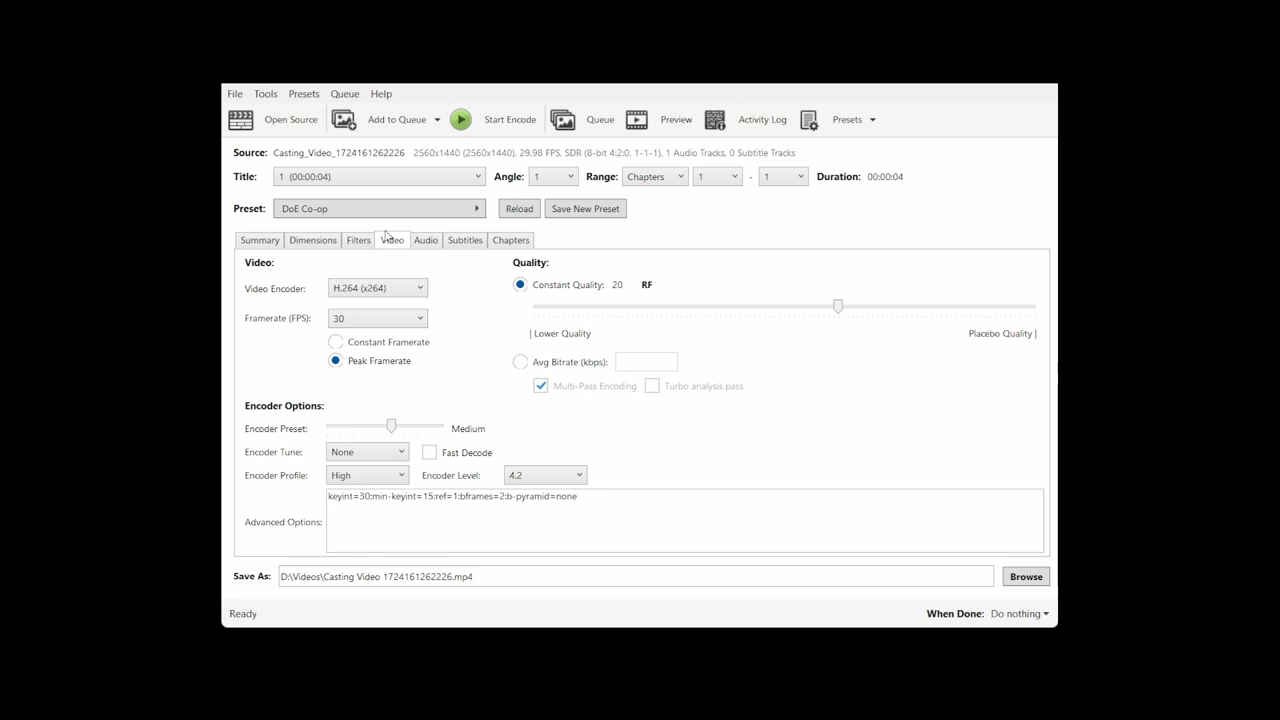 File Tools Presets Queue Help
Open Source Add to Queue Start Encode Queue Preview Activity Log Presets
Source: Casting_Video_1724161262226 2560x1440 (2560x1440), 29.98 FPS, SDR (8-bit 4:2:0, 1-1-1), 1 Audio Tracks, 0 Subtitle Tracks
Title: 1 (00:00:04) Angle: 1 Range: Chapters 1 - 1 Duration: 00:00:04
Preset: DoE Co-op Reload Save New Preset
Summary Dimensions Filters Video Audio Subtitles Chapters
Video: Quality:
Video Encoder: H.264 (x264) Constant Quality: 20 RF
Framerate (FPS): 30
| Lower Quality Placebo Quality |
Constant Framerate
Peak Framerate Avg Bitrate (kbps):
Multi-Pass Encoding Turbo analysis pass
Encoder Options:
Encoder Preset: Medium
Encoder Tune: None Fast Decode
Encoder Profile: High Encoder Level: 4.2
keyint=30:min-keyint=15:ref=1:bframes=2:b-pyramid=none
Advanced Options:
Save As: D:\Videos\Casting Video 1724161262226.mp4 Browse
Ready When Done: Do nothing